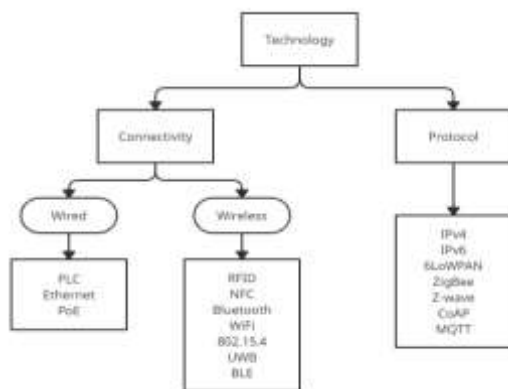 Technology
Connectivity
Protocol
Wired
Wireless
PLC
Ethernet
PoE
RFID
NFC
Bluetooth
WiFi
802.15.4
UWB
BLE
IPv4
IPv6
6LoWPAN
ZigBee
Z-wave
CoAP
MQTT